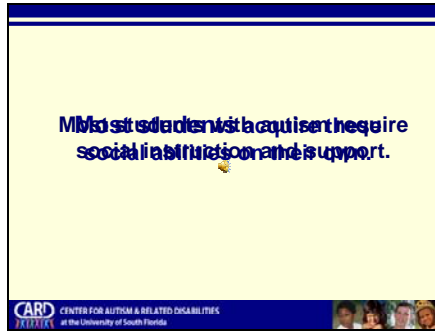 Most students acquire these
social abilities on their own.
Most students with autism require
social instruction and support.
CARD CENTER FOR AUTISM & RELATED DISABILITIES
at the University of South Florida